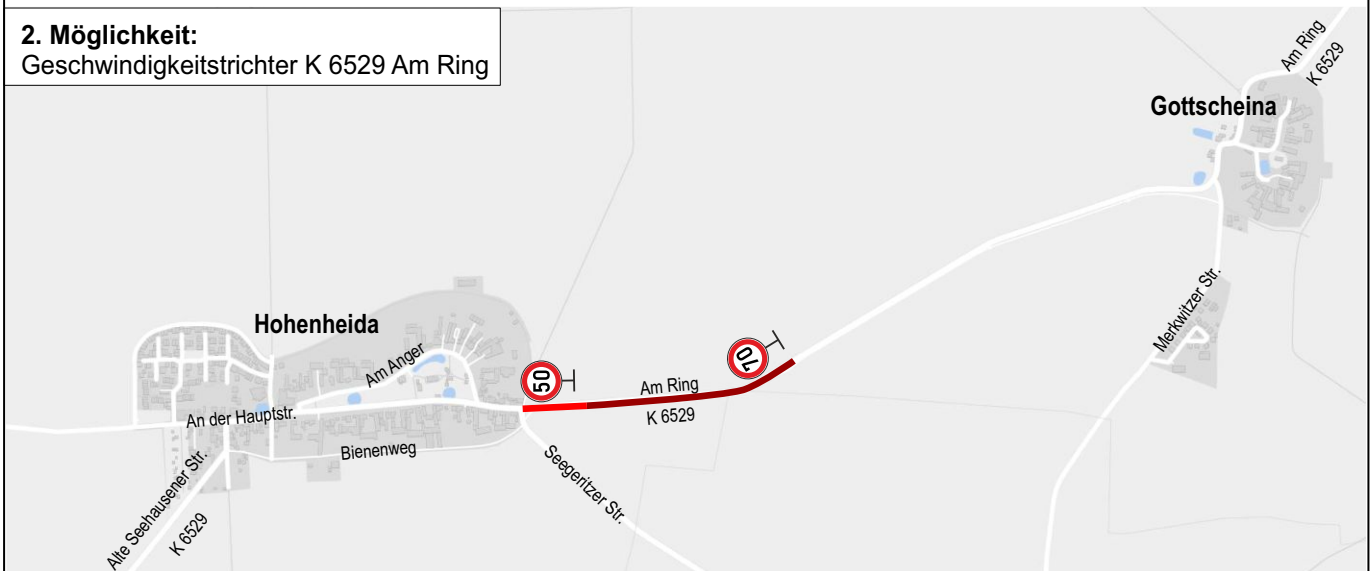 2. Möglichkeit:
Geschwindigkeitstrichter K 6529 Am Ring
Am Ring
K 6529
Gottscheina
Merkwitzer Str.
Hohenheida
Am Anger
50
70
Am Ring
K 6529
An der Hauptstr.
Bienenweg
Seegeritzer Str.
Alte Seehausener Str.
K 6529